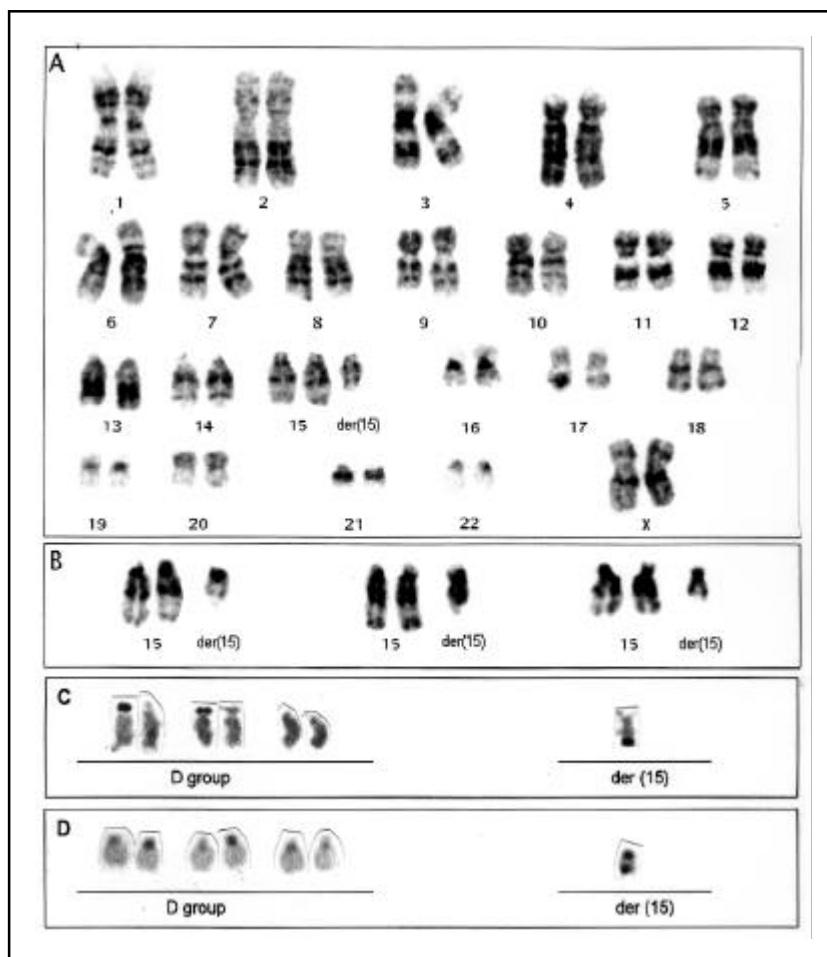 A
1 2 3 4 5
6 7 8 9 10 11 12
13 14 15 der(15) 16 17 18
19 20 21 22 X
B
15 der(15) 15 der(15) 15 der(15)
C
D group der (15)
D
D group der (15)